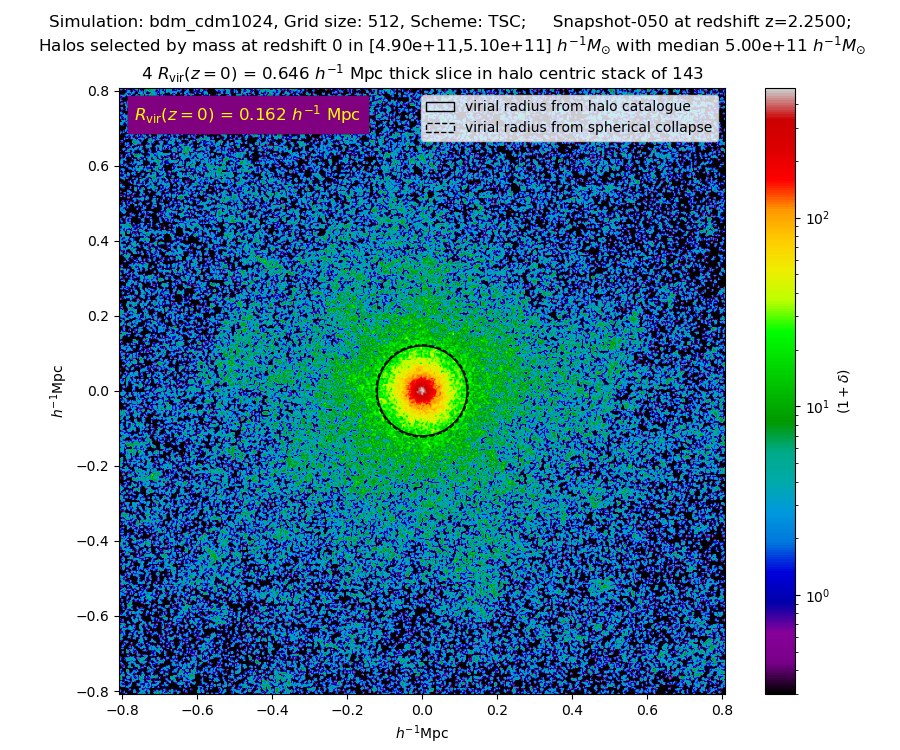 Simulation: bdm_cdm1024, Grid size: 512, Scheme: TSC;     Snapshot-050 at redshift z=2.2500;
Halos selected by mass at redshift 0 in [4.90e+11,5.10e+11] h⁻¹M⊙ with median 5.00e+11 h⁻¹M⊙
4 Rvir(z = 0) = 0.646 h⁻¹ Mpc thick slice in halo centric stack of 143
Rvir(z = 0) = 0.162 h⁻¹ Mpc
virial radius from halo catalogue
virial radius from spherical collapse
0.8
0.6
0.4
0.2
0.0
−0.2
−0.4
−0.6
−0.8
h⁻¹Mpc
−0.8 −0.6 −0.4 −0.2 0.0 0.2 0.4 0.6 0.8
h⁻¹Mpc
10²
10¹
10⁰
(1 + δ)